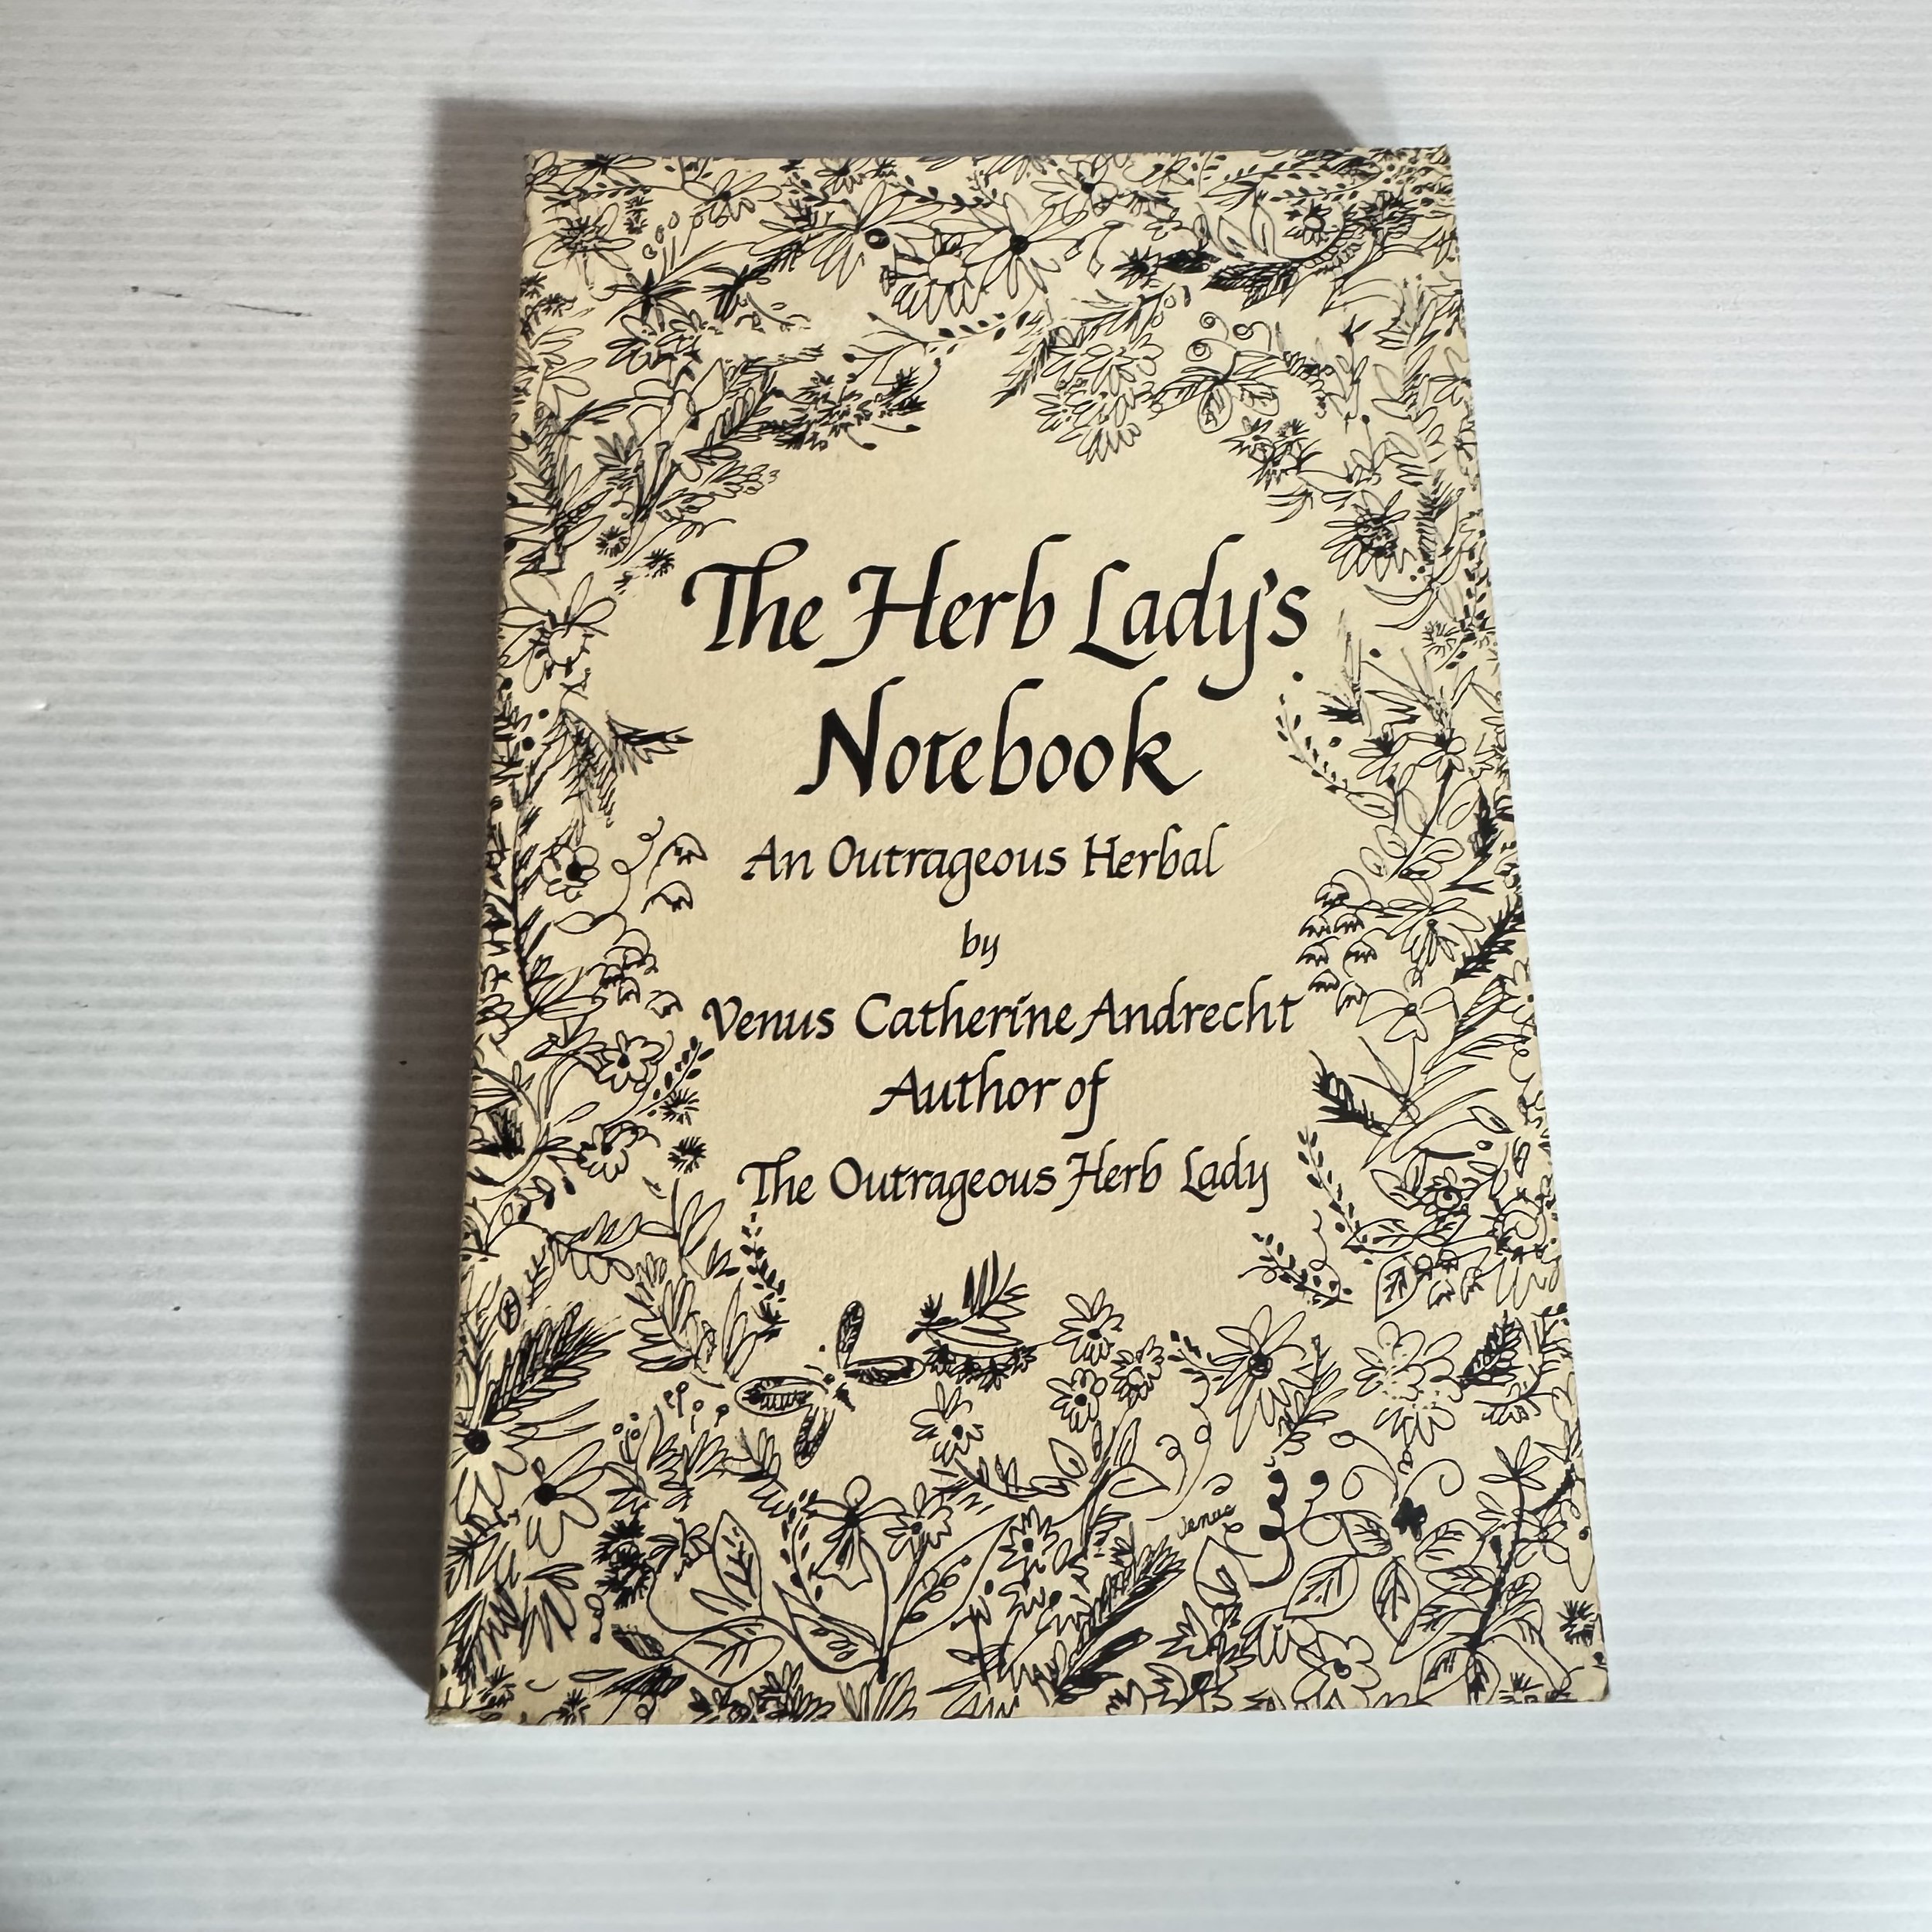 The Herb Lady's
Notebook
An Outrageous Herbal
by
Venus Catherine Andrecht
Author of
The Outrageous Herb Lady
Venus